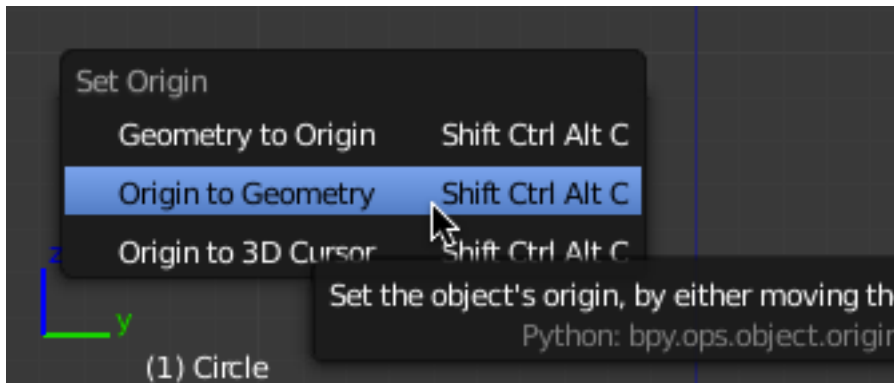 Set Origin
Geometry to Origin Shift Ctrl Alt C
Origin to Geometry Shift Ctrl Alt C
Origin to 3D Cursor Shift Ctrl Alt C
z
Set the object's origin, by either moving
y
Python: bpy.ops.object.origin
(1) Circle